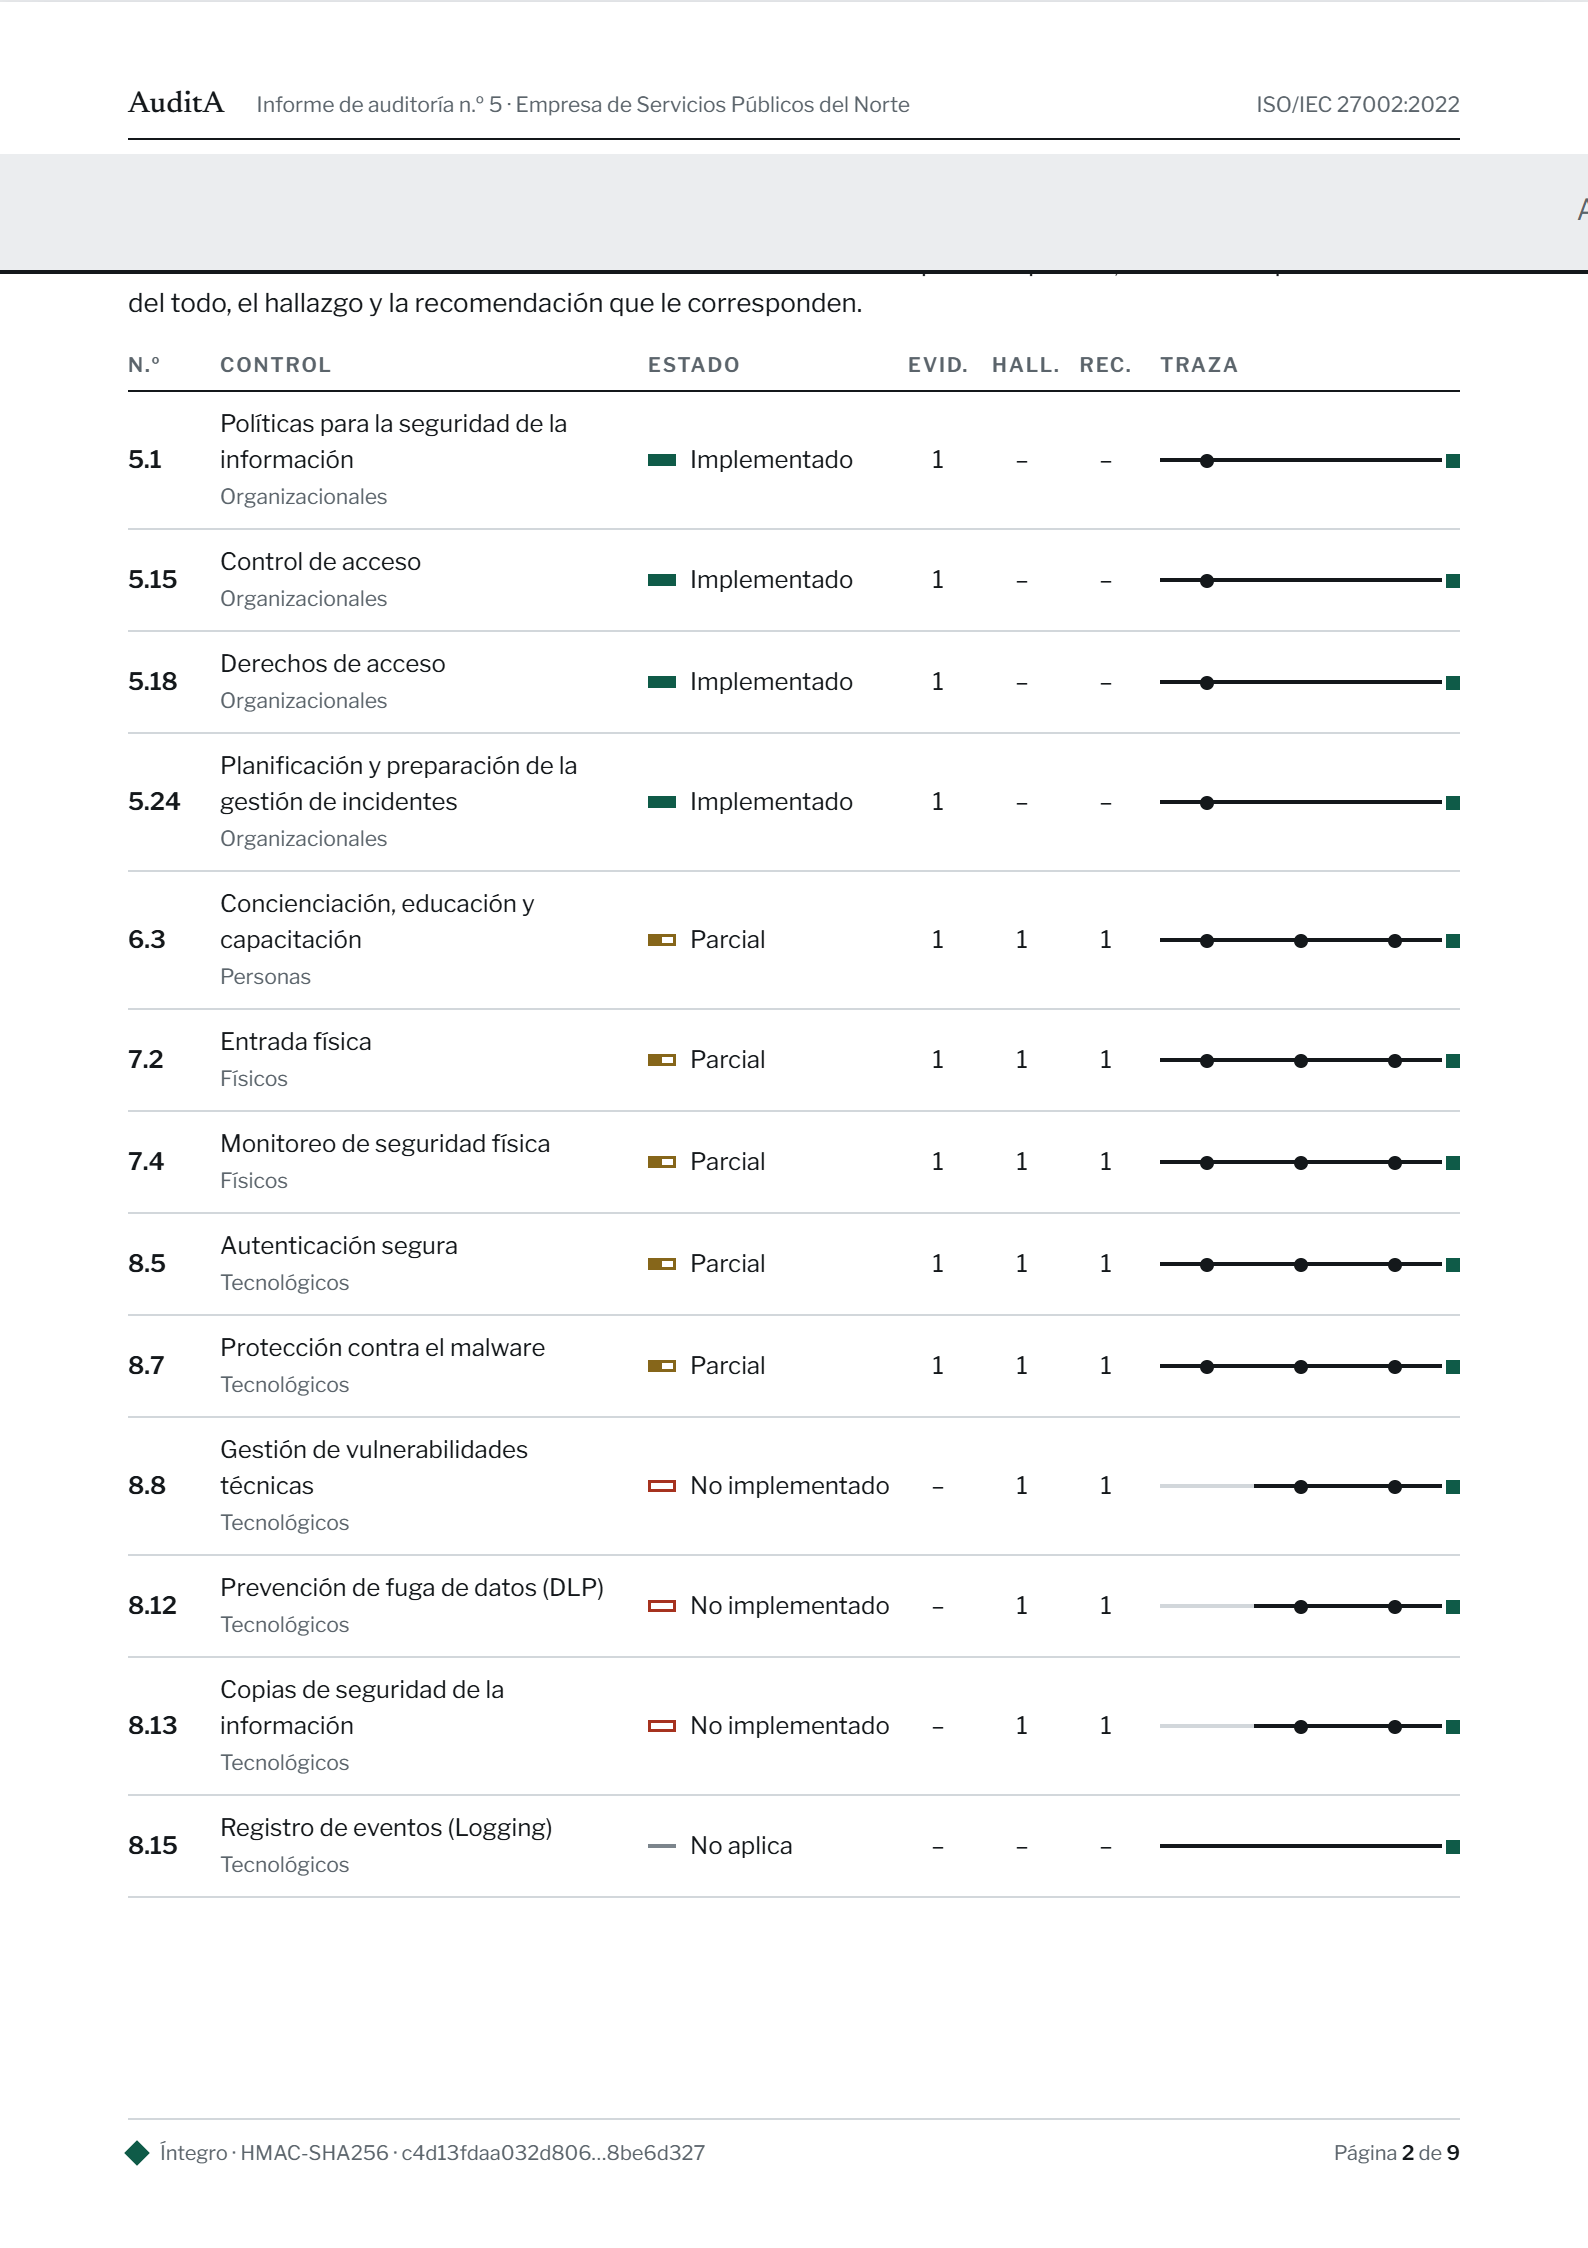 AuditA Informe de auditoría n.º 5 · Empresa de Servicios Públicos del Norte ISO/IEC 27002:2022
del todo, el hallazgo y la recomendación que le corresponden.
N.º CONTROL ESTADO EVID. HALL. REC. TRAZA
Políticas para la seguridad de la
5.1 información Implementado 1 – –
Organizacionales
Control de acceso
5.15 Implementado 1 – –
Organizacionales
Derechos de acceso
5.18 Implementado 1 – –
Organizacionales
Planificación y preparación de la
5.24 gestión de incidentes Implementado 1 – –
Organizacionales
Concienciación, educación y
6.3 capacitación Parcial 1 1 1
Personas
Entrada física
7.2 Parcial 1 1 1
Físicos
Monitoreo de seguridad física
7.4 Parcial 1 1 1
Físicos
Autenticación segura
8.5 Parcial 1 1 1
Tecnológicos
Protección contra el malware
8.7 Parcial 1 1 1
Tecnológicos
Gestión de vulnerabilidades
8.8 técnicas No implementado – 1 1
Tecnológicos
Prevención de fuga de datos (DLP)
8.12 No implementado – 1 1
Tecnológicos
Copias de seguridad de la
8.13 información No implementado – 1 1
Tecnológicos
Registro de eventos (Logging)
8.15 No aplica – – –
Tecnológicos
Íntegro · HMAC-SHA256 · c4d13fdaa032d806…8be6d327 Página 2 de 9